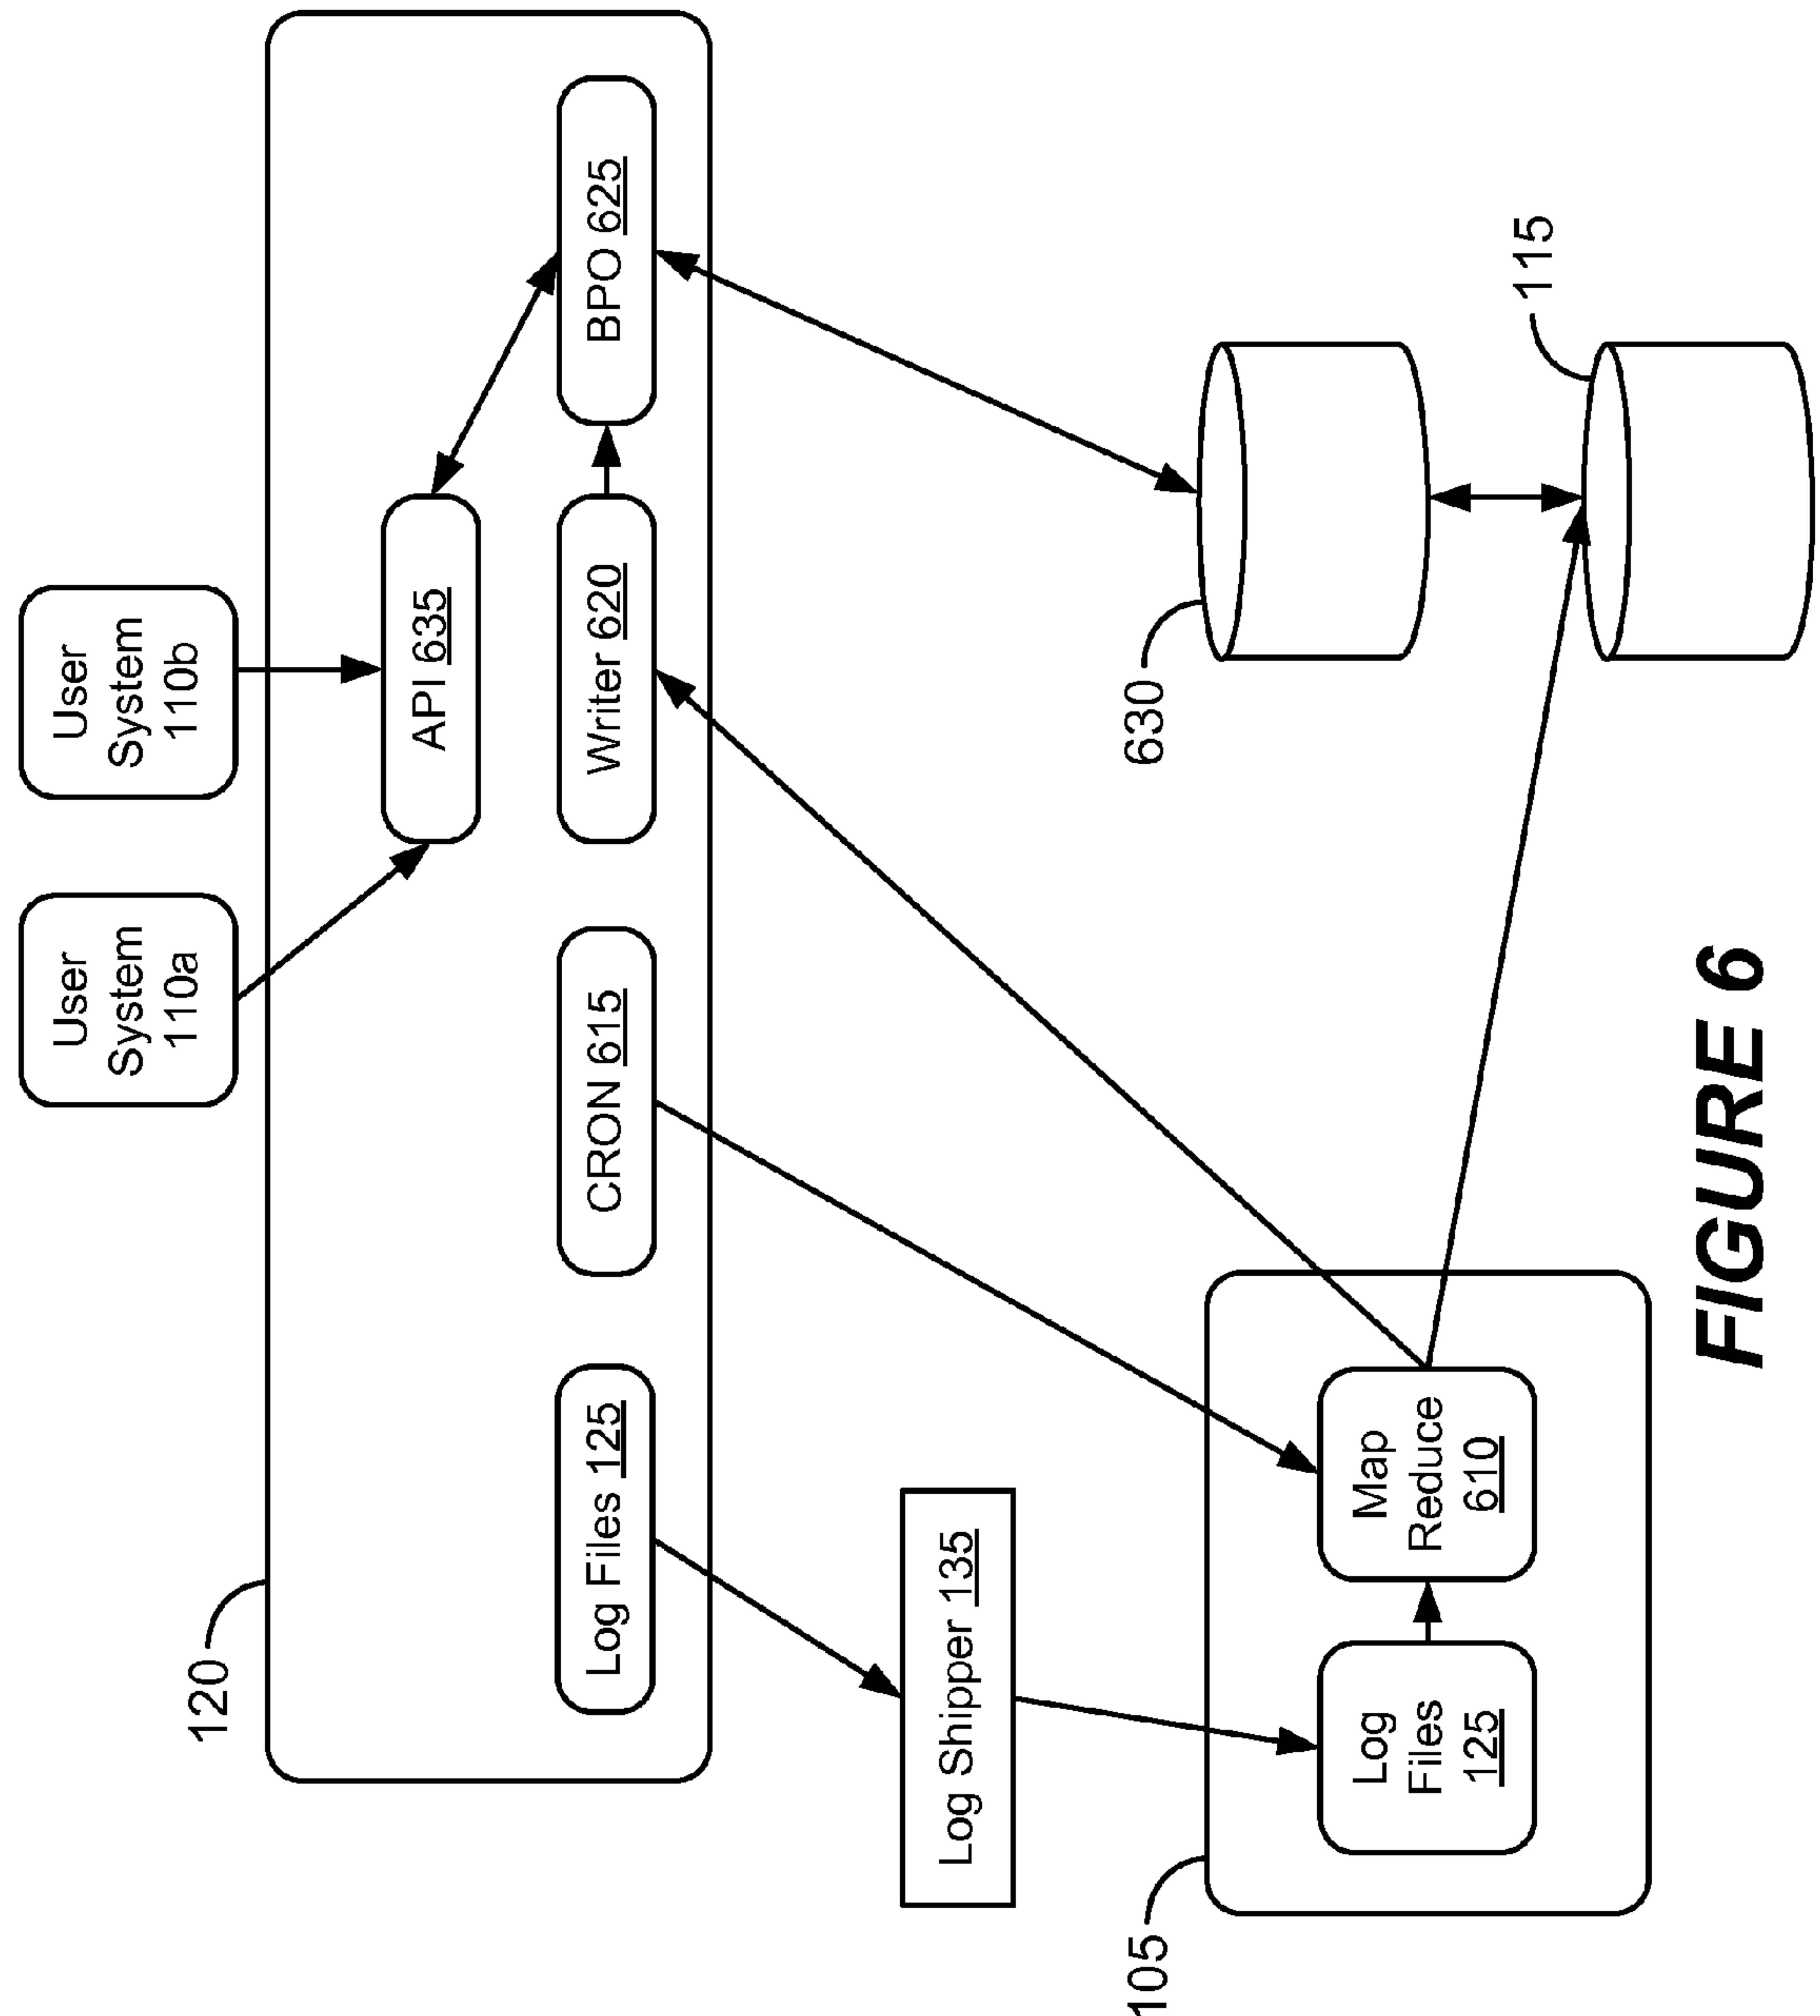 User
System
110a
User
System
110b
120
API 635
Log Files 125
CRON 615
Writer 620
BPO 625
Log Shipper 135
105
Log
Files
125
Map
Reduce
610
630
115
FIGURE 6